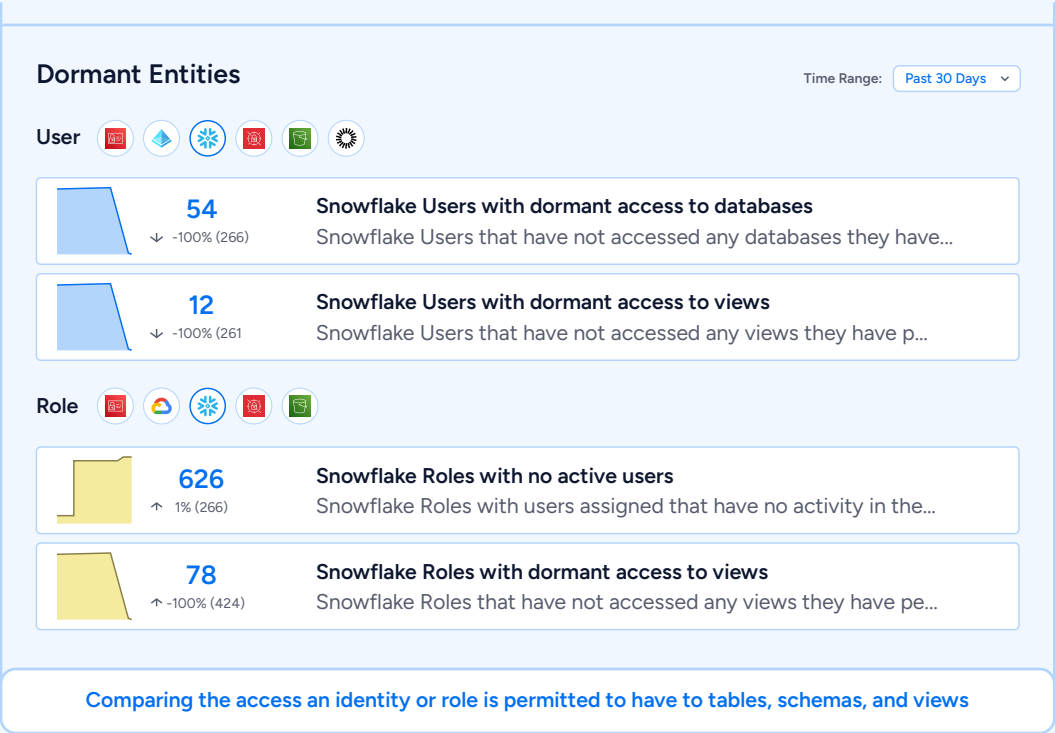 Dormant Entities
Time Range: Past 30 Days
User
54
-100% (266)
Snowflake Users with dormant access to databases
Snowflake Users that have not accessed any databases they have...
12
-100% (261
Snowflake Users with dormant access to views
Snowflake Users that have not accessed any views they have p...
Role
626
1% (266)
Snowflake Roles with no active users
Snowflake Roles with users assigned that have no activity in the...
78
-100% (424)
Snowflake Roles with dormant access to views
Snowflake Roles that have not accessed any views they have pe...
Comparing the access an identity or role is permitted to have to tables, schemas, and views